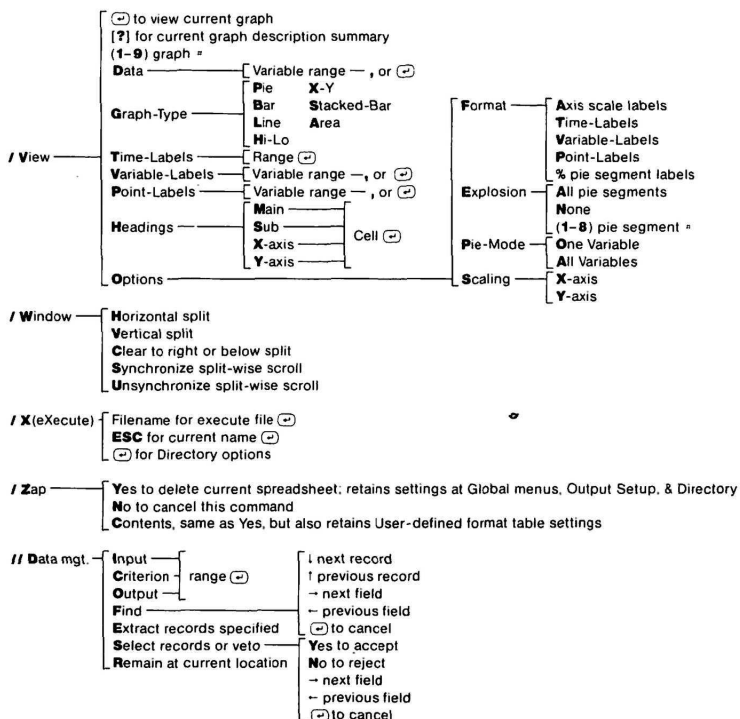 ⏎ to view current graph
[?] for current graph description summary
(1–9) graph #
/ View
Data
Variable range — , or ⏎
Graph-Type
Pie X-Y
Bar Stacked-Bar
Line Area
Hi-Lo
Time-Labels
Range ⏎
Variable-Labels
Variable range —, or ⏎
Point-Labels
Variable range — , or ⏎
Headings
Main
Sub
X-axis
Y-axis
Cell ⏎
Options
Format
Axis scale labels
Time-Labels
Variable-Labels
Point-Labels
% pie segment labels
Explosion
All pie segments
None
(1–8) pie segment #
Pie-Mode
One Variable
All Variables
Scaling
X-axis
Y-axis
/ Window
Horizontal split
Vertical split
Clear to right or below split
Synchronize split-wise scroll
Unsynchronize split-wise scroll
/ X(eXecute)
Filename for execute file ⏎
ESC for current name ⏎
⏎ for Directory options
/ Zap
Yes to delete current spreadsheet; retains settings at Global menus, Output Setup, & Directory
No to cancel this command
Contents, same as Yes, but also retains User-defined format table settings
// Data mgt.
Input
Criterion
Output
range ⏎
Find
↓ next record
↑ previous record
→ next field
← previous field
⏎ to cancel
Extract records specified
Select records or veto
Yes to accept
No to reject
→ next field
← previous field
⏎ to cancel
Remain at current location